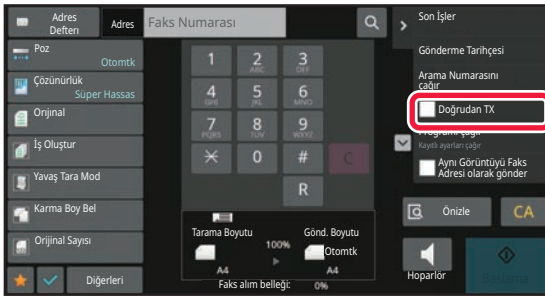 Adres
Defteri
Adres
Faks Numarası
Poz
Otomtk
Çözünürlük
Süper Hassas
Orijinal
İş Oluştur
Yavaş Tara Mod
Karma Boy Bel
Orijinal Sayısı
Diğerleri
1
2
ABC
3
DEF
4
GHI
5
JKL
6
MNO
7
PQRS
8
TUV
9
WXYZ
0
#
C
R
Tarama Boyutu
100%
Gönd. Boyutu
Otomtk
A4
A4
Faks alım belleği: 0%
Son İşler
Gönderme Tarihçesi
Arama Numarasını
çağır
Doğrudan TX
Programı çağır
Kayıtlı ayarları çağır
Aynı Görüntüyü Faks
Adresi olarak gönder
Önizle
CA
Hoparlör